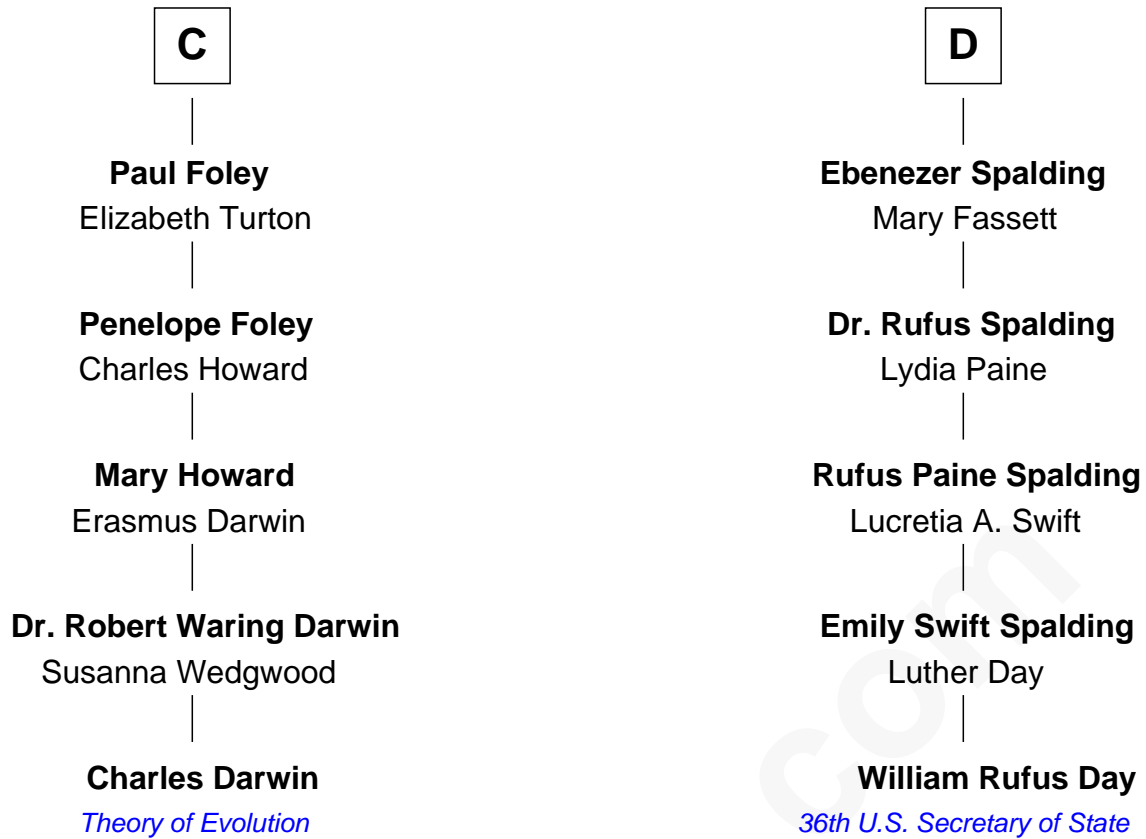 C
Paul Foley
Elizabeth Turton
Penelope Foley
Charles Howard
Mary Howard
Erasmus Darwin
Dr. Robert Waring Darwin
Susanna Wedgwood
Charles Darwin
Theory of Evolution
D
Ebenezer Spalding
Mary Fassett
Dr. Rufus Spalding
Lydia Paine
Rufus Paine Spalding
Lucretia A. Swift
Emily Swift Spalding
Luther Day
William Rufus Day
36th U.S. Secretary of State
com